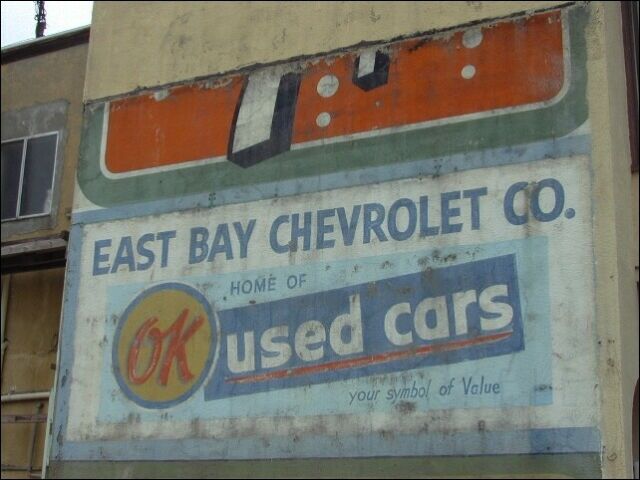 EAST BAY CHEVROLET CO.
HOME OF
OK used cars
your symbol of Value